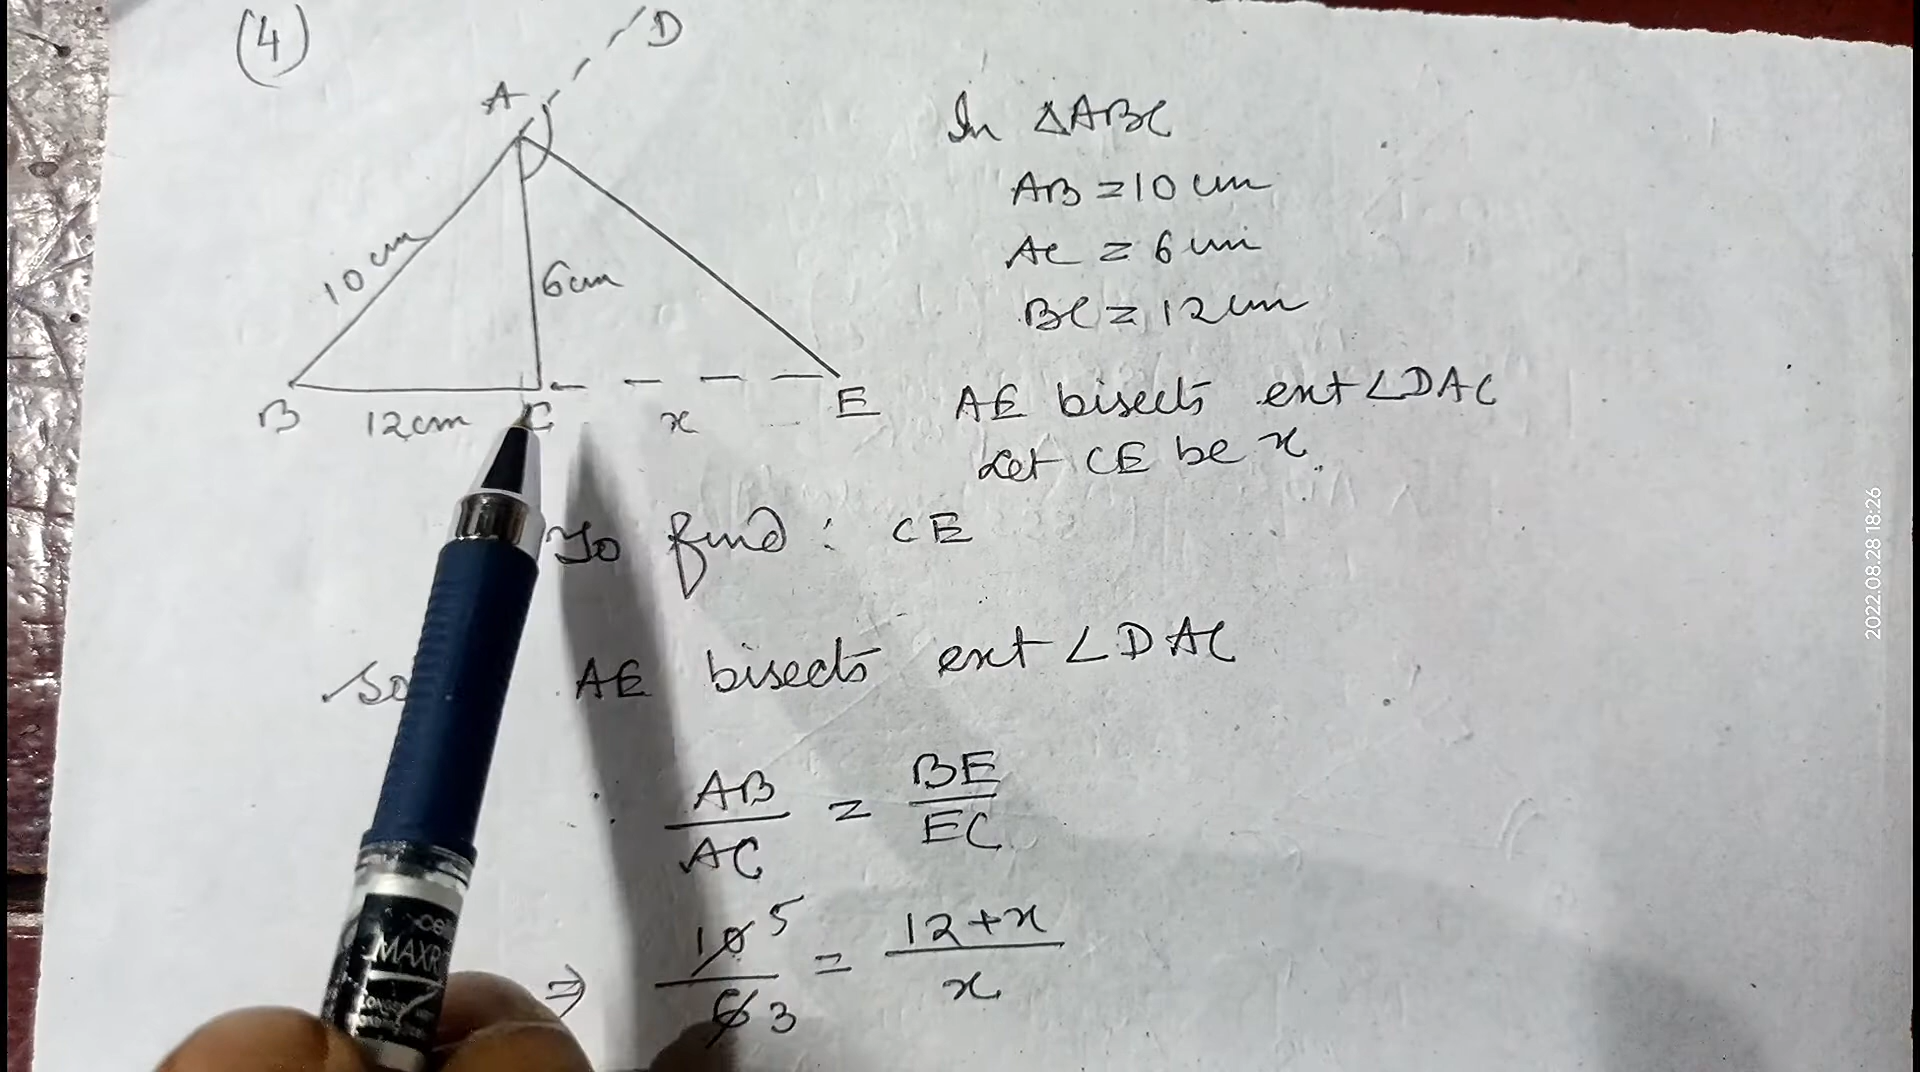 (4)
D
A
10 cm
6cm
B
12cm
C
x
E
In △ABC
AB = 10 cm
AC = 6 cm
BC = 12 cm
AE bisects ext ∠DAC
Let CE be x.
To find : CE
AE bisects ext ∠DAC
AB/AC = BE/EC
⇒ 10 5 / 6 3 = 12+x / x
MAXR
2022.08.28 18:26